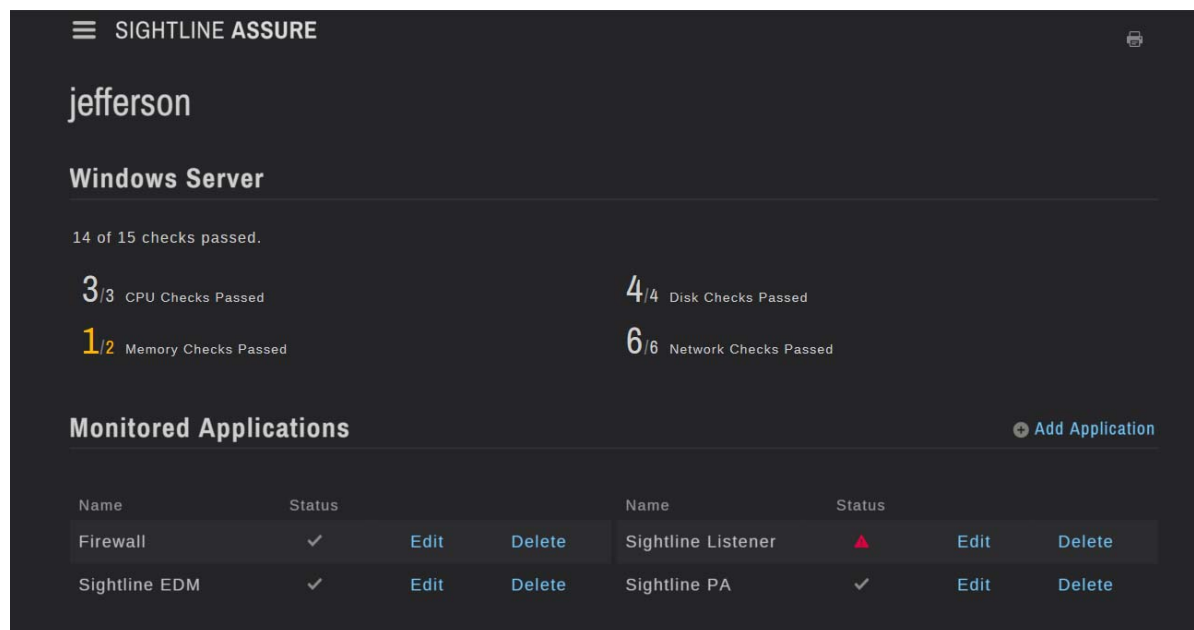 SIGHTLINE ASSURE
jefferson
Windows Server
14 of 15 checks passed.
3/3 CPU Checks Passed
4/4 Disk Checks Passed
1/2 Memory Checks Passed
6/6 Network Checks Passed
Monitored Applications
Add Application
Name Status Name Status
Firewall Edit Delete Sightline Listener Edit Delete
Sightline EDM Edit Delete Sightline PA Edit Delete